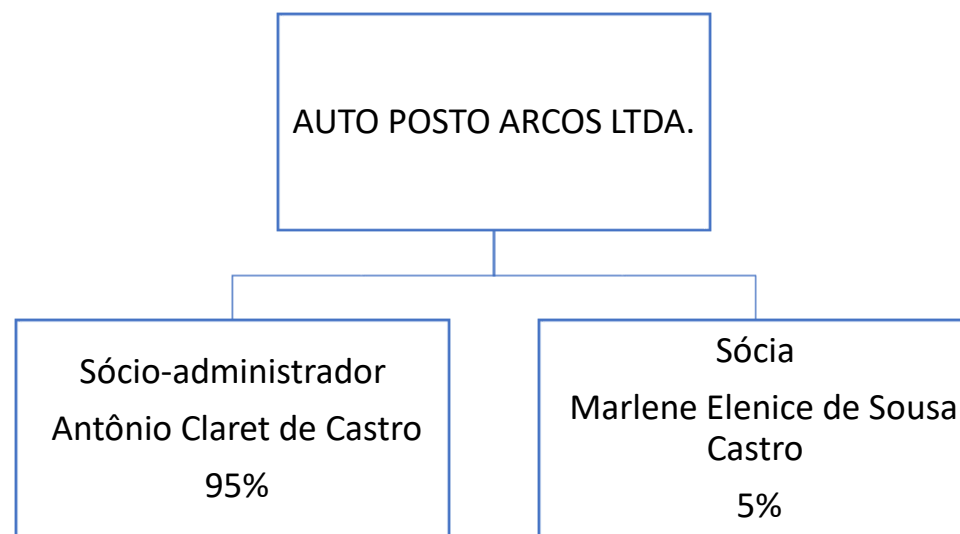 AUTO POSTO ARCOS LTDA.
Sócio-administrador
Antônio Claret de Castro
95%
Sócia
Marlene Elenice de Sousa
Castro
5%